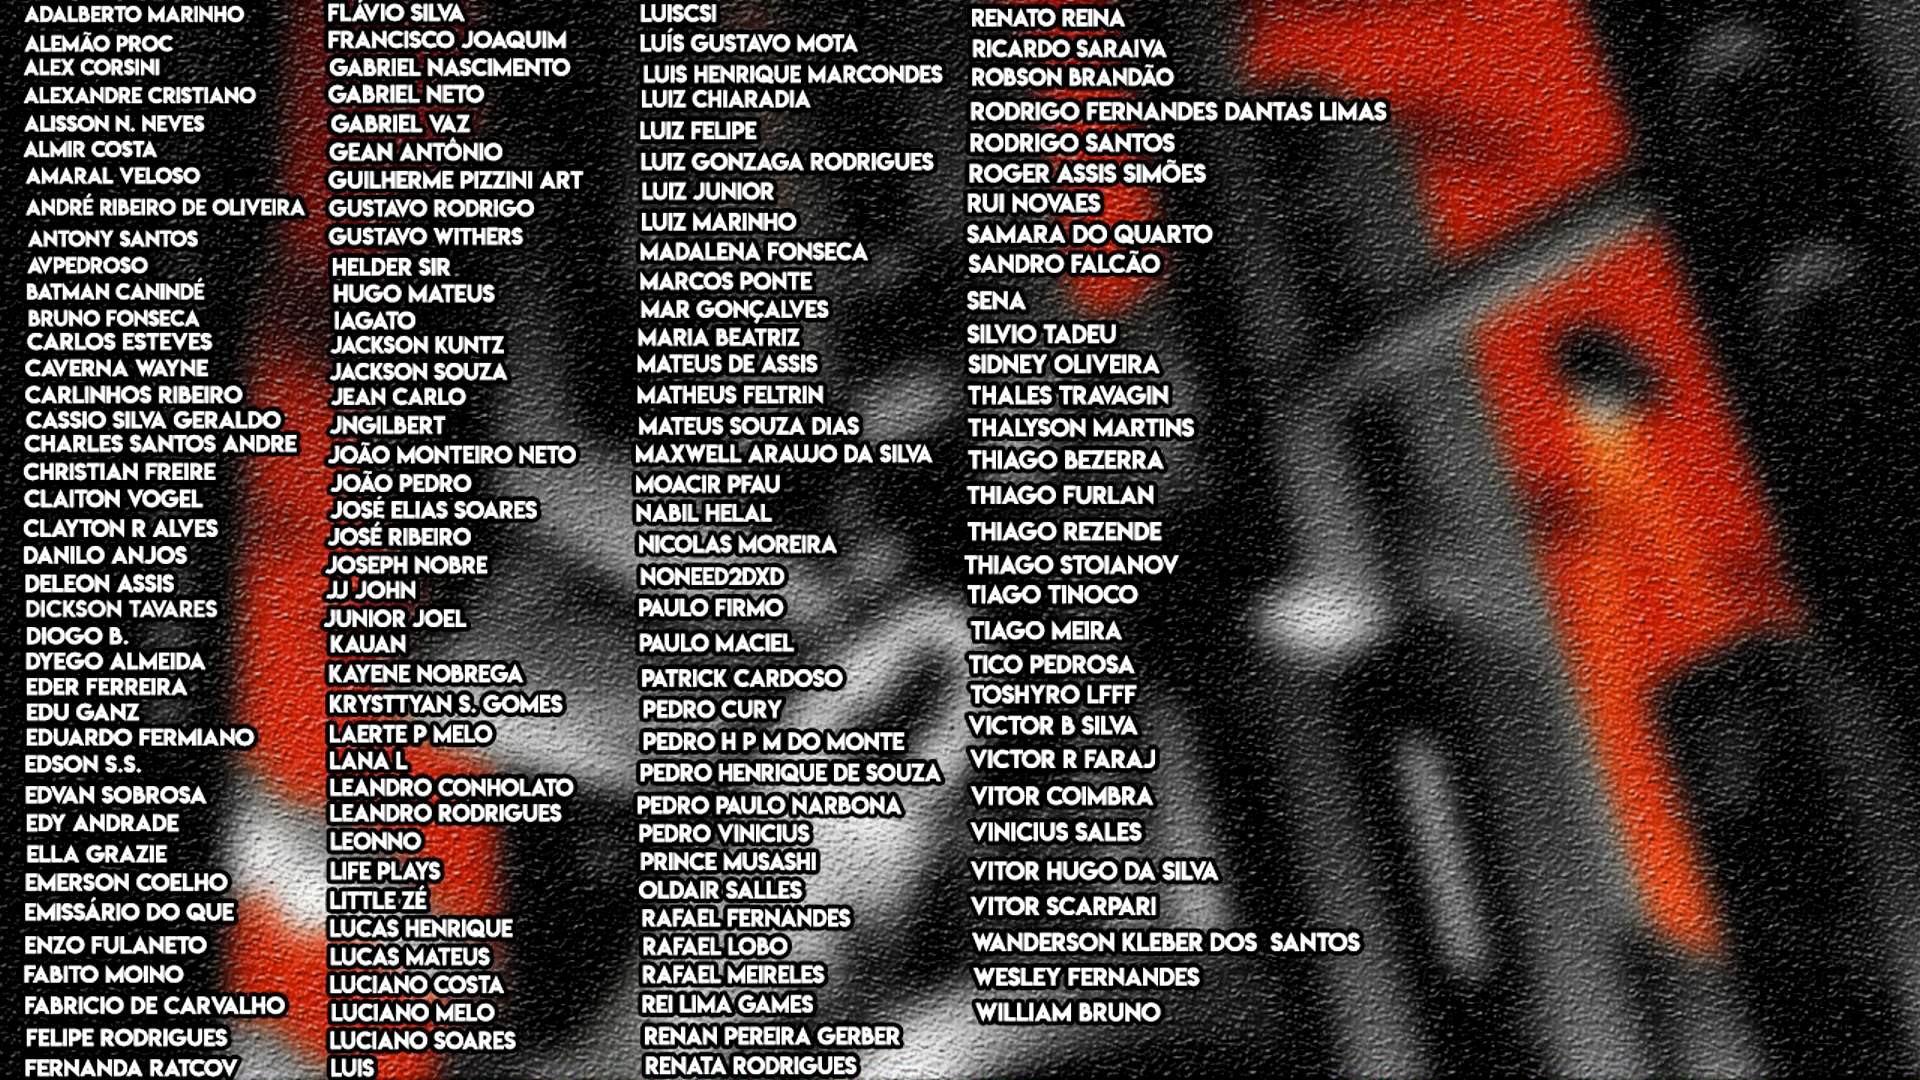 ADALBERTO MARINHO
ALEMÃO PROC
ALEX CORSINI
ALEXANDRE CRISTIANO
ALISSON N. NEVES
ALMIR COSTA
AMARAL VELOSO
ANDRÉ RIBEIRO DE OLIVEIRA
ANTONY SANTOS
AVPEDROSO
BATMAN CANINDÉ
BRUNO FONSECA
CARLOS ESTEVES
CAVERNA WAYNE
CARLINHOS RIBEIRO
CASSIO SILVA GERALDO
CHARLES SANTOS ANDRE
CHRISTIAN FREIRE
CLAITON VOGEL
CLAYTON R ALVES
DANILO ANJOS
DELEON ASSIS
DICKSON TAVARES
DIOGO B.
DYEGO ALMEIDA
EDER FERREIRA
EDU GANZ
EDUARDO FERMIANO
EDSON S.S.
EDVAN SOBROSA
EDY ANDRADE
ELLA GRAZIE
EMERSON COELHO
EMISSÁRIO DO QUE
ENZO FULANETO
FABITO MOINO
FABRICIO DE CARVALHO
FELIPE RODRIGUES
FERNANDA RATCOV
FLÁVIO SILVA
FRANCISCO JOAQUIM
GABRIEL NASCIMENTO
GABRIEL NETO
GABRIEL VAZ
GEAN ANTÔNIO
GUILHERME PIZZINI ART
GUSTAVO RODRIGO
GUSTAVO WITHERS
HELDER SIR
HUGO MATEUS
IAGATO
JACKSON KUNTZ
JACKSON SOUZA
JEAN CARLO
JNGILBERT
JOÃO MONTEIRO NETO
JOÃO PEDRO
JOSÉ ELIAS SOARES
JOSÉ RIBEIRO
JOSEPH NOBRE
JJ JOHN
JUNIOR JOEL
KAUAN
KAYENE NOBREGA
KRYSTTYAN S. GOMES
LAERTE P MELO
LANA L
LEANDRO CONHOLATO
LEANDRO RODRIGUES
LEONNO
LIFE PLAYS
LITTLE ZÉ
LUCAS HENRIQUE
LUCAS MATEUS
LUCIANO COSTA
LUCIANO MELO
LUCIANO SOARES
LUIS
LUISCSI
LUÍS GUSTAVO MOTA
LUIS HENRIQUE MARCONDES
LUIZ CHIARADIA
LUIZ FELIPE
LUIZ GONZAGA RODRIGUES
LUIZ JUNIOR
LUIZ MARINHO
MADALENA FONSECA
MARCOS PONTE
MAR GONÇALVES
MARIA BEATRIZ
MATEUS DE ASSIS
MATHEUS FELTRIN
MATEUS SOUZA DIAS
MAXWELL ARAUJO DA SILVA
MOACIR PFAU
NABIL HELAL
NICOLAS MOREIRA
NONEED2DXD
PAULO FIRMO
PAULO MACIEL
PATRICK CARDOSO
PEDRO CURY
PEDRO H P M DO MONTE
PEDRO HENRIQUE DE SOUZA
PEDRO PAULO NARBONA
PEDRO VINICIUS
PRINCE MUSASHI
OLDAIR SALLES
RAFAEL FERNANDES
RAFAEL LOBO
RAFAEL MEIRELES
REI LIMA GAMES
RENAN PEREIRA GERBER
RENATA RODRIGUES
RENATO REINA
RICARDO SARAIVA
ROBSON BRANDÃO
RODRIGO FERNANDES DANTAS LIMAS
RODRIGO SANTOS
ROGER ASSIS SIMÕES
RUI NOVAES
SAMARA DO QUARTO
SANDRO FALCÃO
SENA
SILVIO TADEU
SIDNEY OLIVEIRA
THALES TRAVAGIN
THALYSON MARTINS
THIAGO BEZERRA
THIAGO FURLAN
THIAGO REZENDE
THIAGO STOIANOV
TIAGO TINOCO
TIAGO MEIRA
TICO PEDROSA
TOSHYRO LFFF
VICTOR B SILVA
VICTOR R FARAJ
VITOR COIMBRA
VINICIUS SALES
VITOR HUGO DA SILVA
VITOR SCARPARI
WANDERSON KLEBER DOS SANTOS
WESLEY FERNANDES
WILLIAM BRUNO